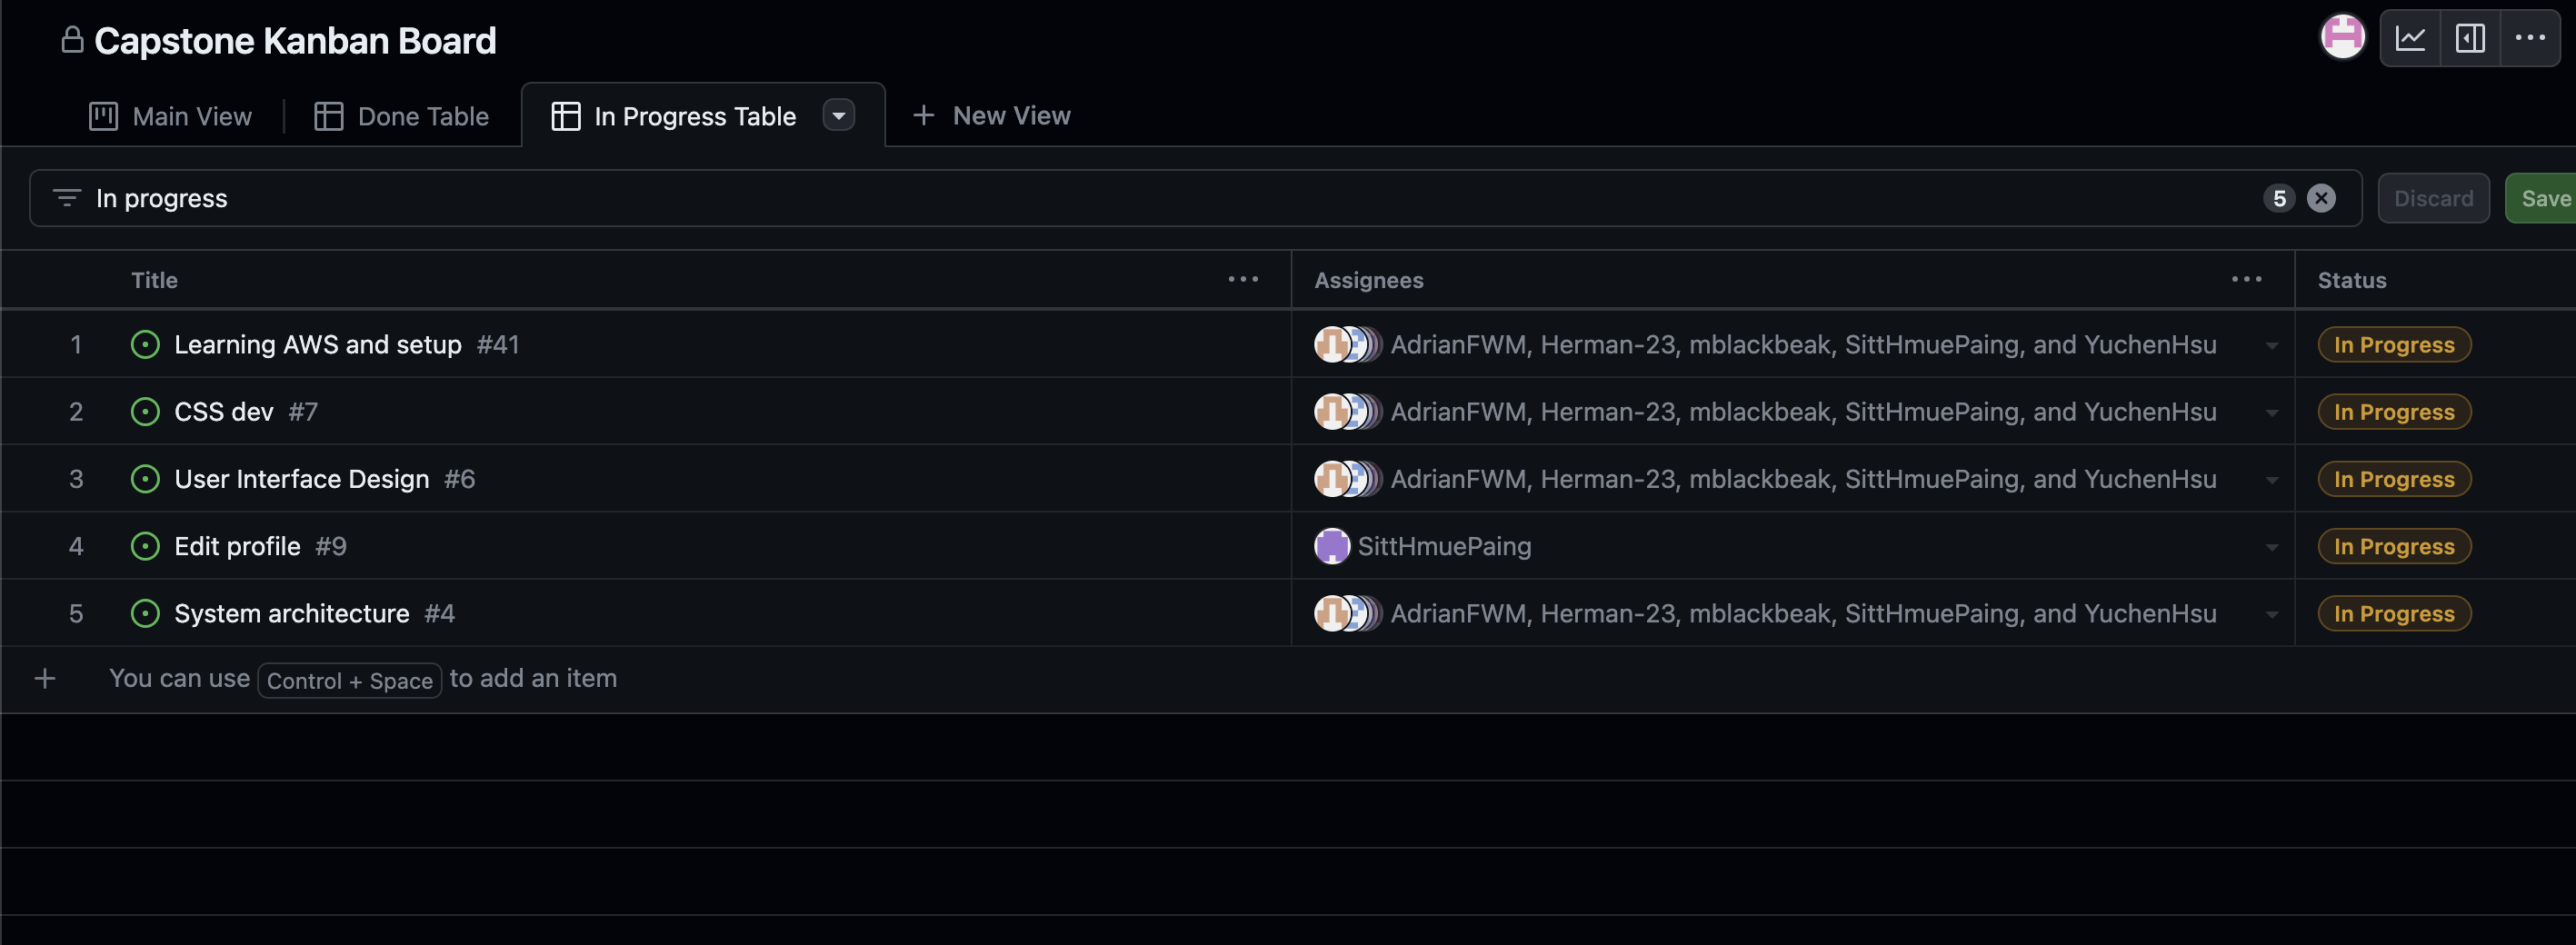 Capstone Kanban Board
Main View Done Table In Progress Table New View
In progress 5 Discard Save
Title Assignees Status
1 Learning AWS and setup #41 AdrianFWM, Herman-23, mblackbeak, SittHmuePaing, and YuchenHsu In Progress
2 CSS dev #7 AdrianFWM, Herman-23, mblackbeak, SittHmuePaing, and YuchenHsu In Progress
3 User Interface Design #6 AdrianFWM, Herman-23, mblackbeak, SittHmuePaing, and YuchenHsu In Progress
4 Edit profile #9 SittHmuePaing In Progress
5 System architecture #4 AdrianFWM, Herman-23, mblackbeak, SittHmuePaing, and YuchenHsu In Progress
You can use Control + Space to add an item